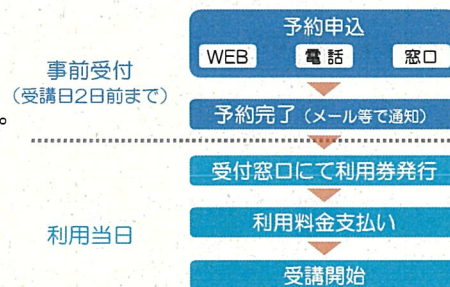 予約申込
WEB 電話 窓口
事前受付
(受講日2日前まで)
予約完了(メール等で通知)
。
受付窓口にて利用券発行
利用料金支払い
利用当日
受講開始